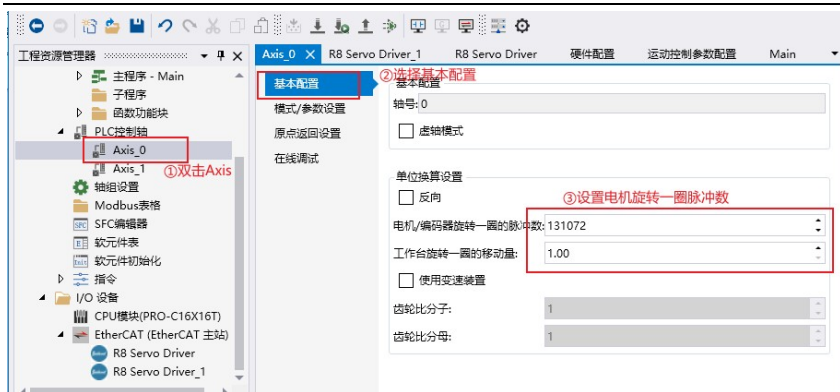 工程资源管理器
Axis_0
R8 Servo Driver_1
R8 Servo Driver
硬件配置
运动控制参数配置
Main
主程序 - Main
子程序
函数功能块
PLC控制轴
Axis_0
Axis_1
①双击Axis
轴组设置
Modbus表格
SFC SFC编辑器
软元件表
Init 软元件初始化
指令
I/O 设备
CPU模块(PRO-C16X16T)
EtherCAT (EtherCAT 主站)
R8 Servo Driver
R8 Servo Driver_1
基本配置
模式/参数设置
原点返回设置
在线调试
②选择基本配置
基本配置
轴号: 0
虚轴模式
单位换算设置
反向
③设置电机旋转一圈脉冲数
电机/编码器旋转一圈的脉冲数: 131072
工作台旋转一圈的移动量: 1.00
使用变速装置
齿轮比分子: 1
齿轮比分母: 1